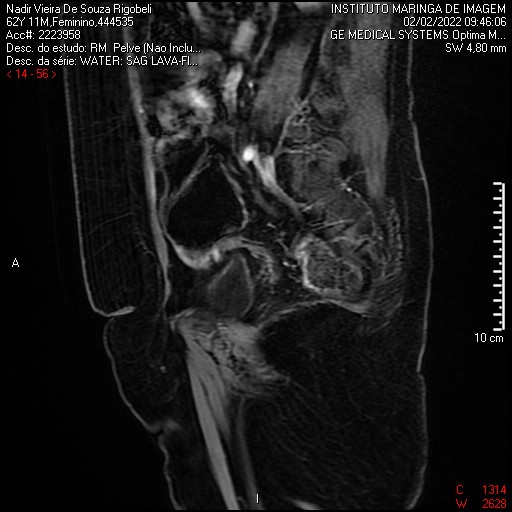 Nadir Vieira De Souza Rigobeli
INSTITUTO MARINGA DE IMAGEM
62Y 11M,Feminino,444535
02/02/2022 09:46:06
Acc#: 2223958
GE MEDICAL SYSTEMS Optima M...
Desc. do estudo: RM Pelve (Nao Inclu...
SW 4,80 mm
Desc. da série: WATER: SAG LAVA-Fl...
< 14 - 56 >
A
10 cm
I
C 1314
W 2628